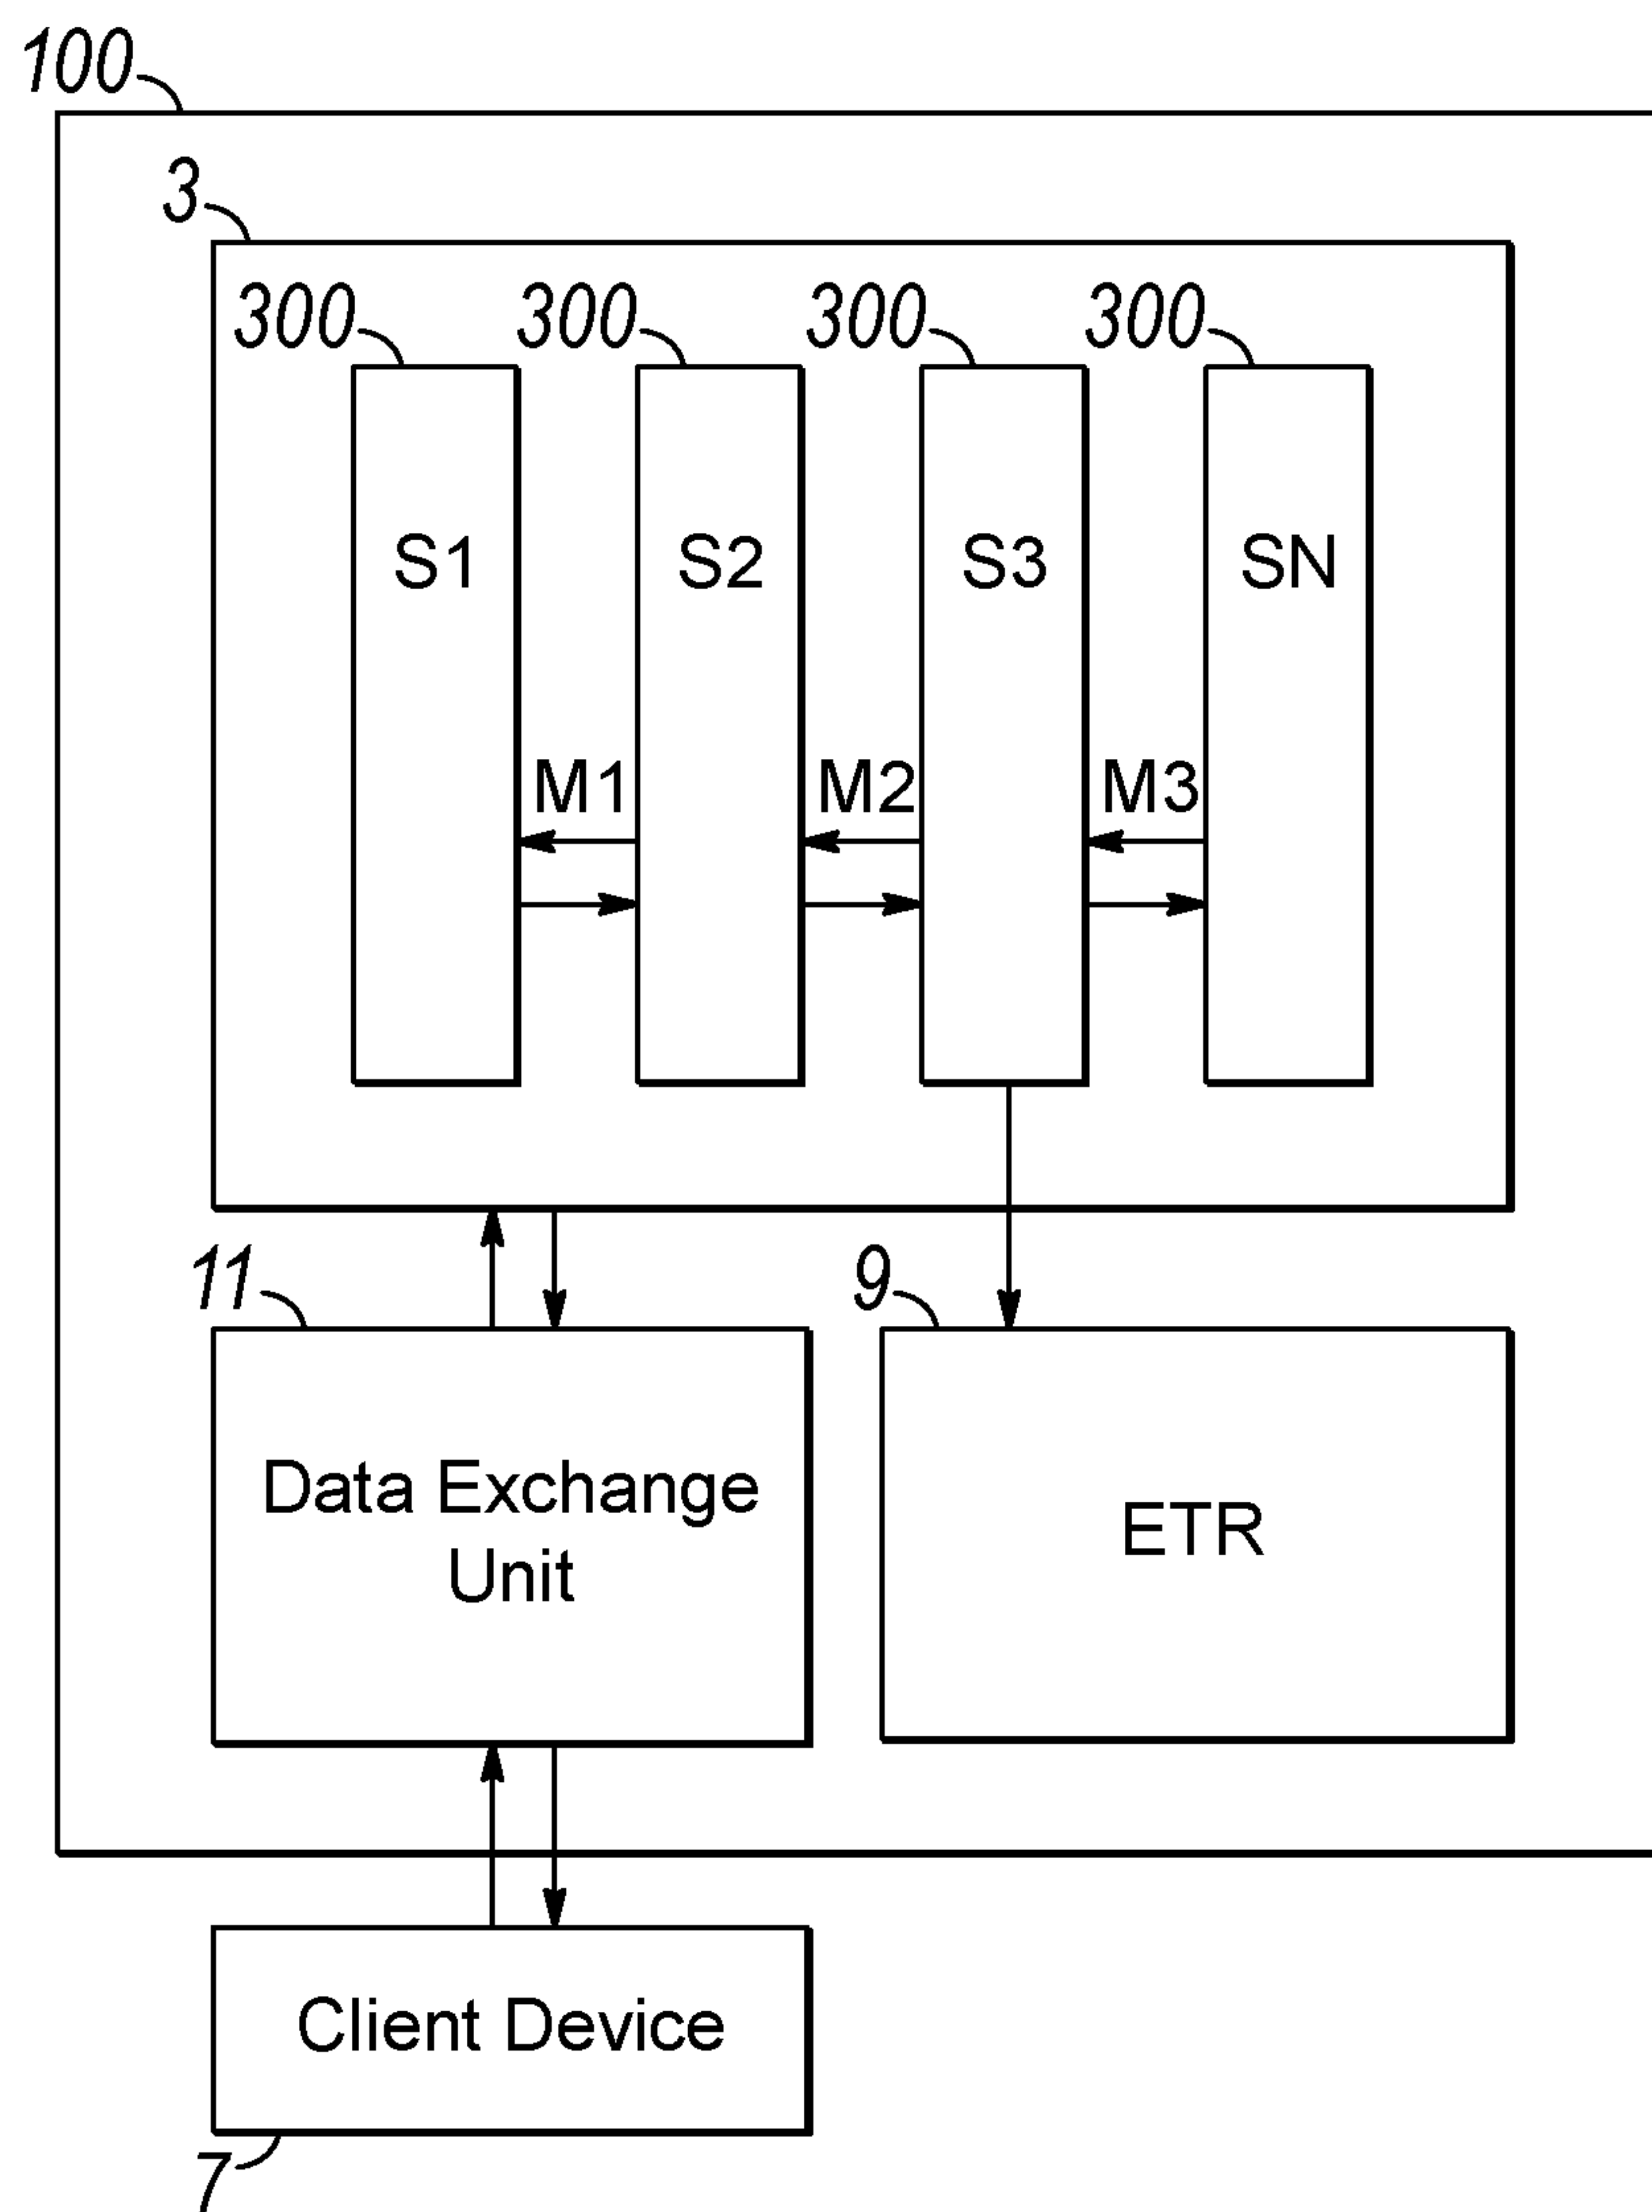 100
3
300 300 300 300
S1 S2 S3 SN
M1 M2 M3
11 9
Data Exchange
Unit
ETR
Client Device
7